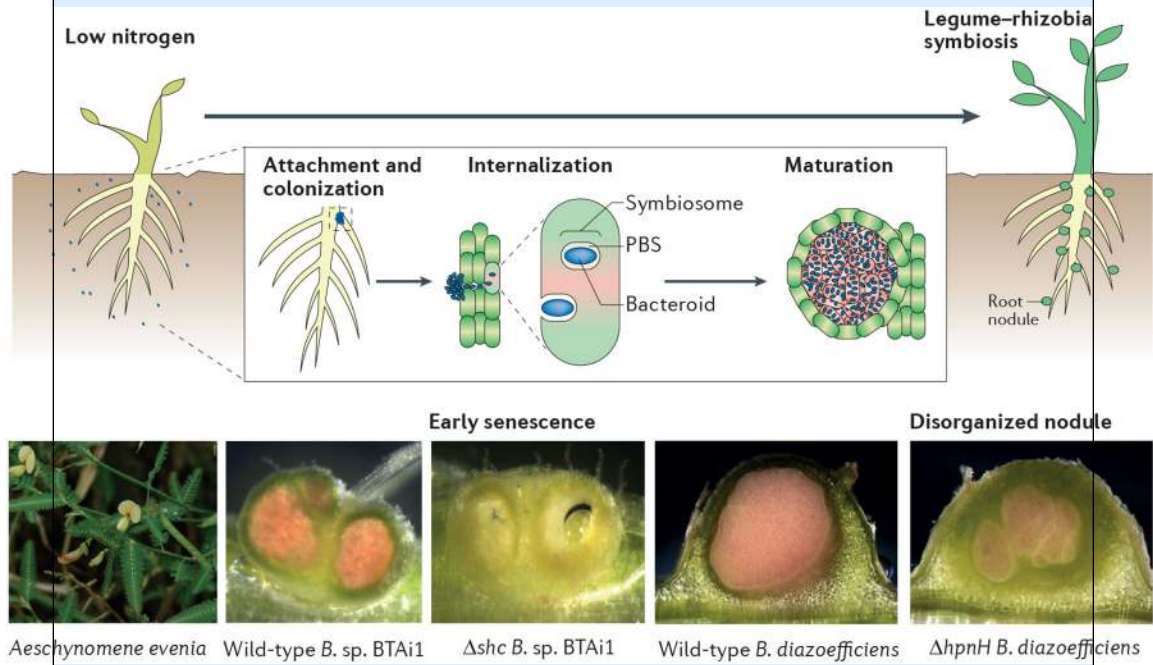 Low nitrogen
Legume–rhizobia
symbiosis
Attachment and
colonization
Internalization
Maturation
Symbiosome
PBS
Bacteroid
Root
nodule
Early senescence
Disorganized nodule
Aeschynomene evenia
Wild-type B. sp. BTAi1
Δshc B. sp. BTAi1
Wild-type B. diazoefficiens
ΔhpnH B. diazoefficiens